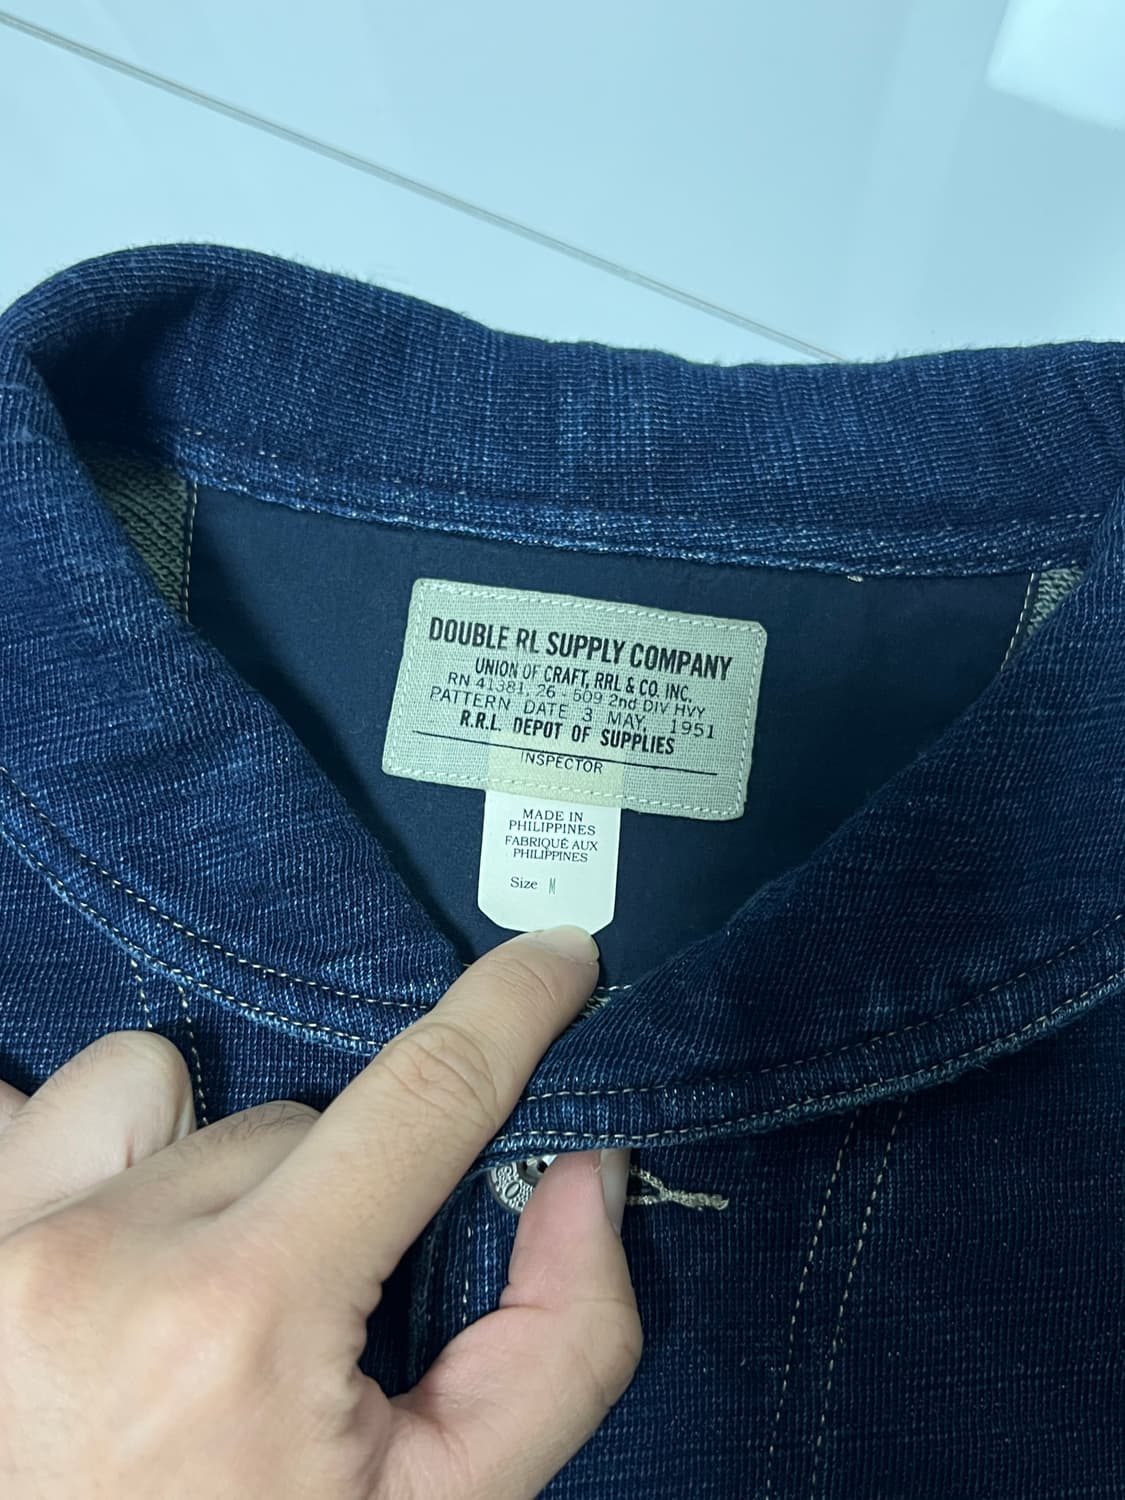 DOUBLE RL SUPPLY COMPANY
UNION OF CRAFT, RRL & CO. INC.
RN 41381, 26 - 509 2nd DIV HVY
PATTERN DATE 3 MAY, 1951
R.R.L. DEPOT OF SUPPLIES
INSPECTOR
MADE IN
PHILIPPINES
FABRIQUÉ AUX
PHILIPPINES
Size M